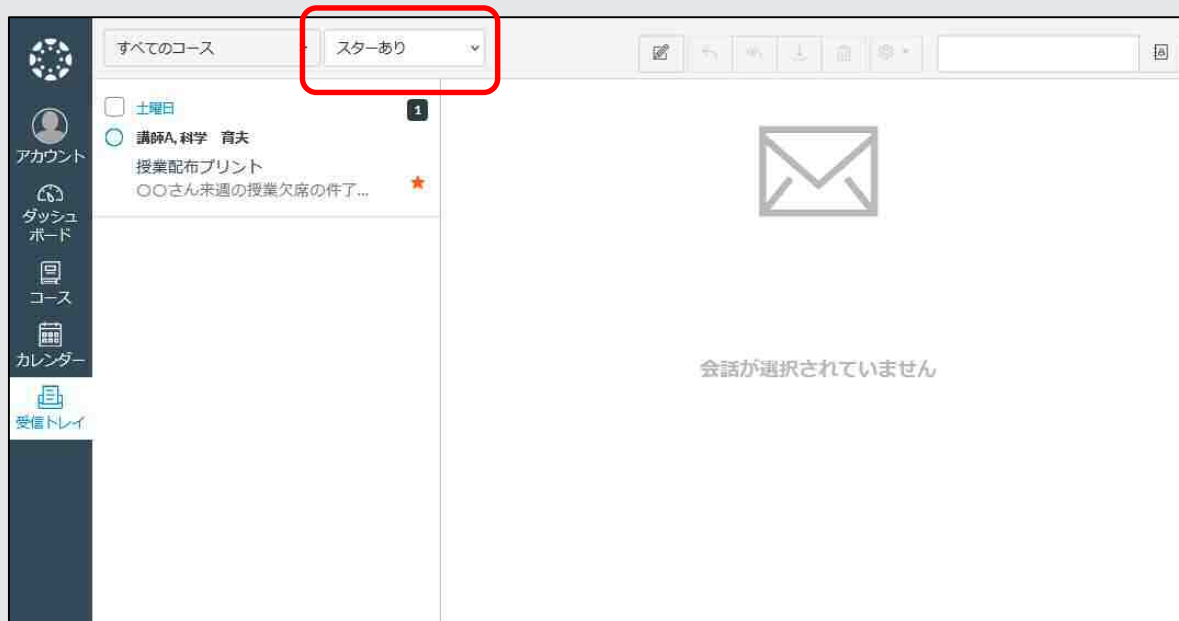 すべてのコース
スターあり
アカウント
ダッシュ
ボード
コース
カレンダー
受信トレイ
土曜日
1
講師A, 科学　育夫
授業配布プリント
〇〇さん来週の授業欠席の件了...
会話が選択されていません